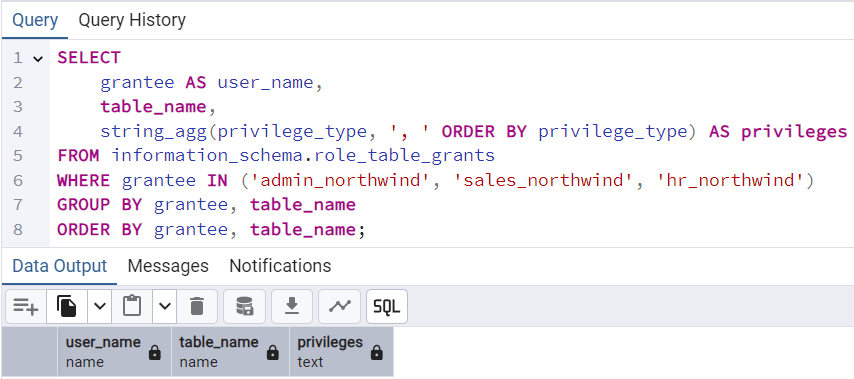 Query Query History
1 SELECT
2 grantee AS user_name,
3 table_name,
4 string_agg(privilege_type, ', ' ORDER BY privilege_type) AS privileges
5 FROM information_schema.role_table_grants
6 WHERE grantee IN ('admin_northwind', 'sales_northwind', 'hr_northwind')
7 GROUP BY grantee, table_name
8 ORDER BY grantee, table_name;
Data Output Messages Notifications
SQL
user_name table_name privileges
name name text